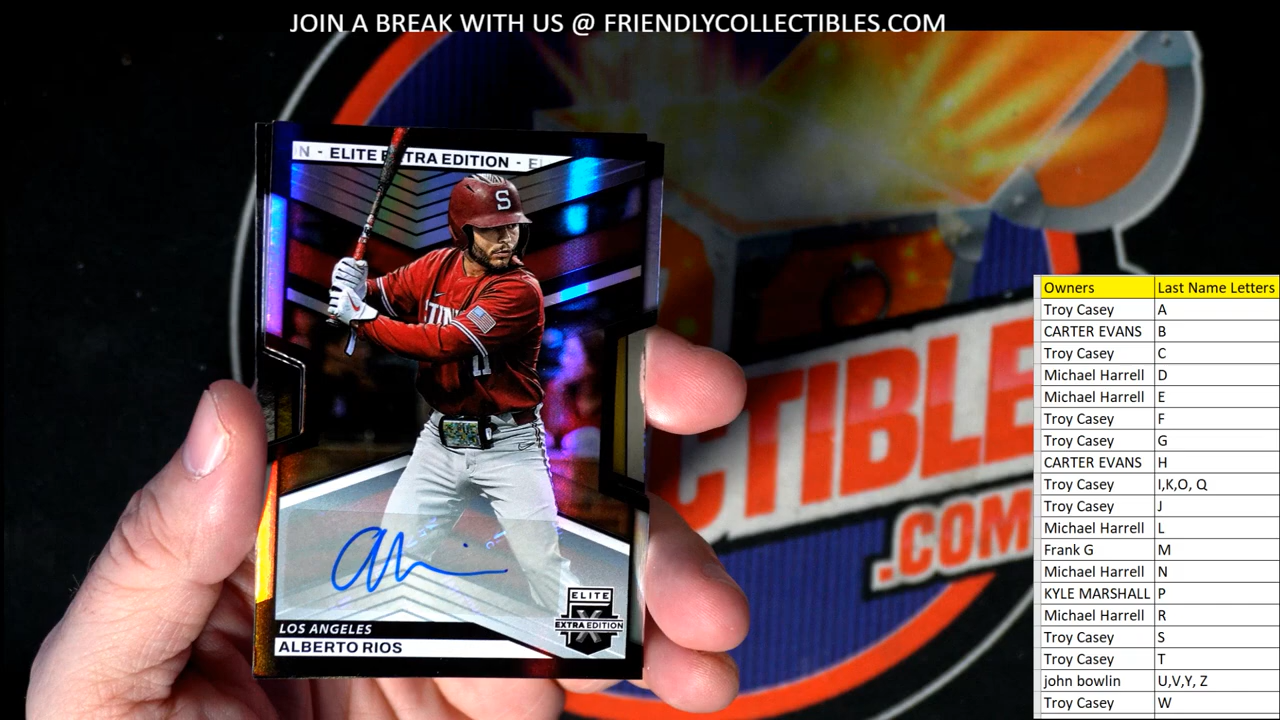 JOIN A BREAK WITH US @ FRIENDLYCOLLECTIBLES.COM
N - ELITE EXTRA EDITION - E
S
11
LOS ANGELES
ALBERTO RIOS
ELITE
X
EXTRA EDITION
CTIBLE
.COM
Owners Last Name Letters
Troy Casey A
CARTER EVANS B
Troy Casey C
Michael Harrell D
Michael Harrell E
Troy Casey F
Troy Casey G
CARTER EVANS H
Troy Casey I,K,O, Q
Troy Casey J
Michael Harrell L
Frank G M
Michael Harrell N
KYLE MARSHALL P
Michael Harrell R
Troy Casey S
Troy Casey T
john bowlin U,V,Y, Z
Troy Casey W